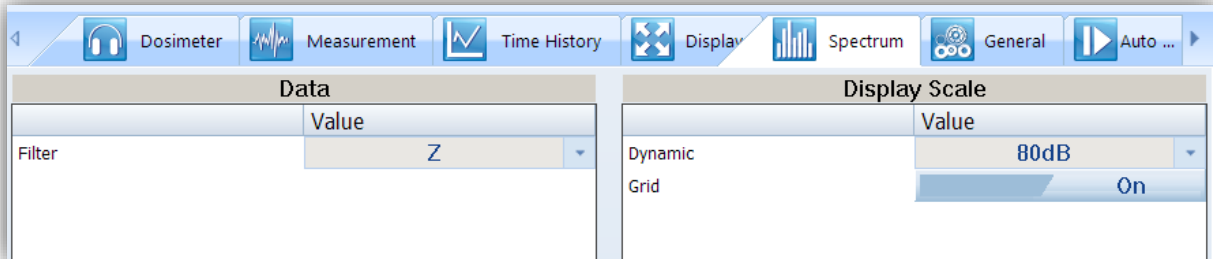 Dosimeter Measurement Time History Display Spectrum General Auto ...
Data
Value
Filter Z
Display Scale
Value
Dynamic 80dB
Grid On